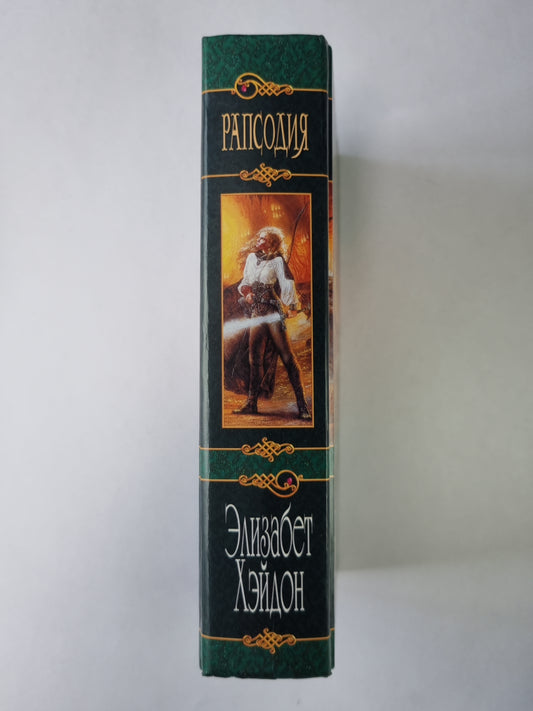 Рапсодия
Элизабет
Хэйдон